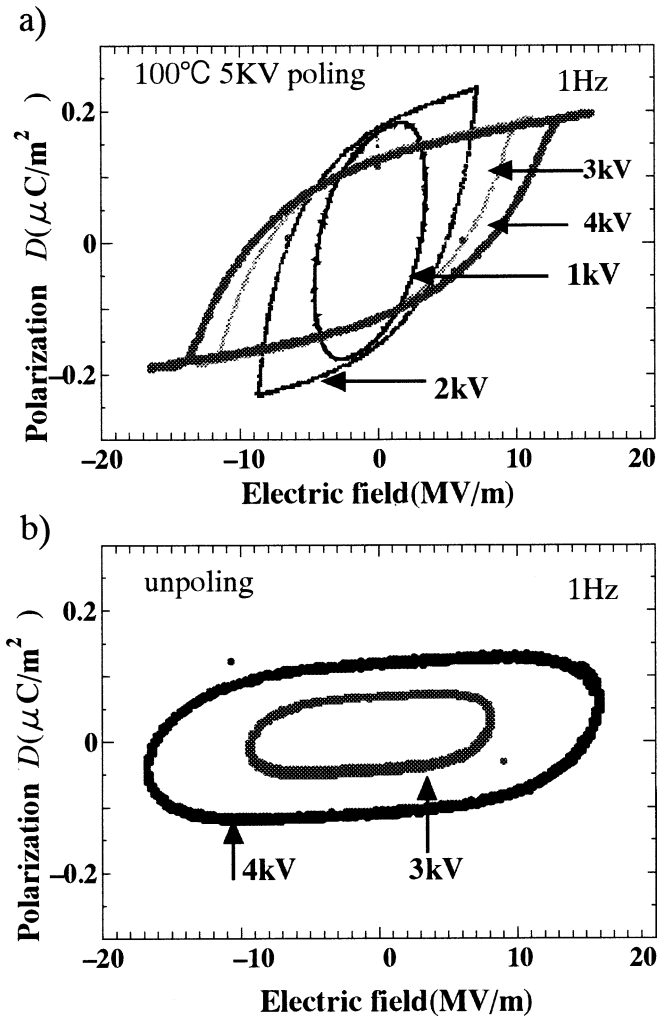 a)
100℃ 5KV poling
1Hz
Polarization D(μC/m²)
0.2
0
−0.2
3kV
4kV
1kV
2kV
−20
−10
0
10
20
Electric field(MV/m)
b)
unpoling
1Hz
Polarization D(μC/m²)
0.2
0
−0.2
4kV
3kV
−20
−10
0
10
20
Electric field(MV/m)